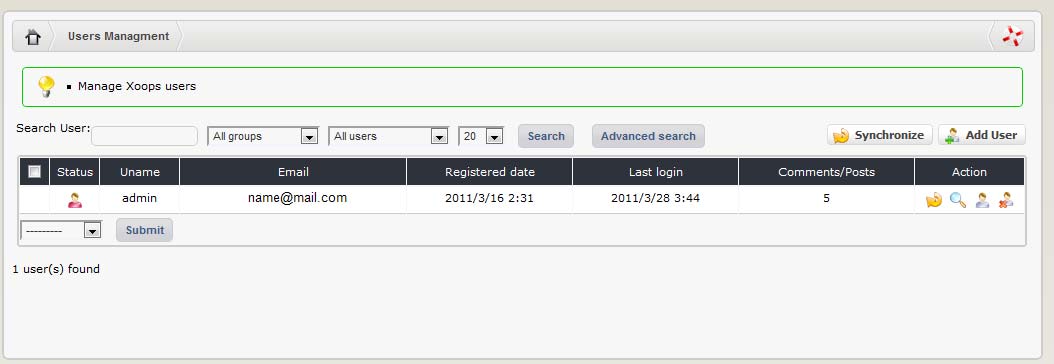 Users Managment
Manage Xoops users
Search User: All groups All users 20 Search Advanced search Synchronize Add User
Status Uname Email Registered date Last login Comments/Posts Action
admin name@mail.com 2011/3/16 2:31 2011/3/28 3:44 5
--------- Submit
1 user(s) found